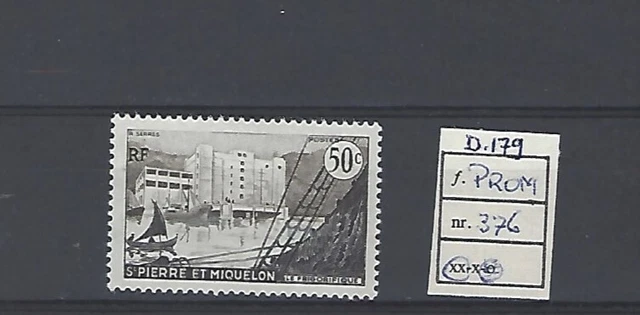 R SERRES
POSTES
RF
50c
ST PIERRE ET MIQUELON
LE FRIGORIFIQUE
D.179
f. PROM
nr. 376
xx-x-o